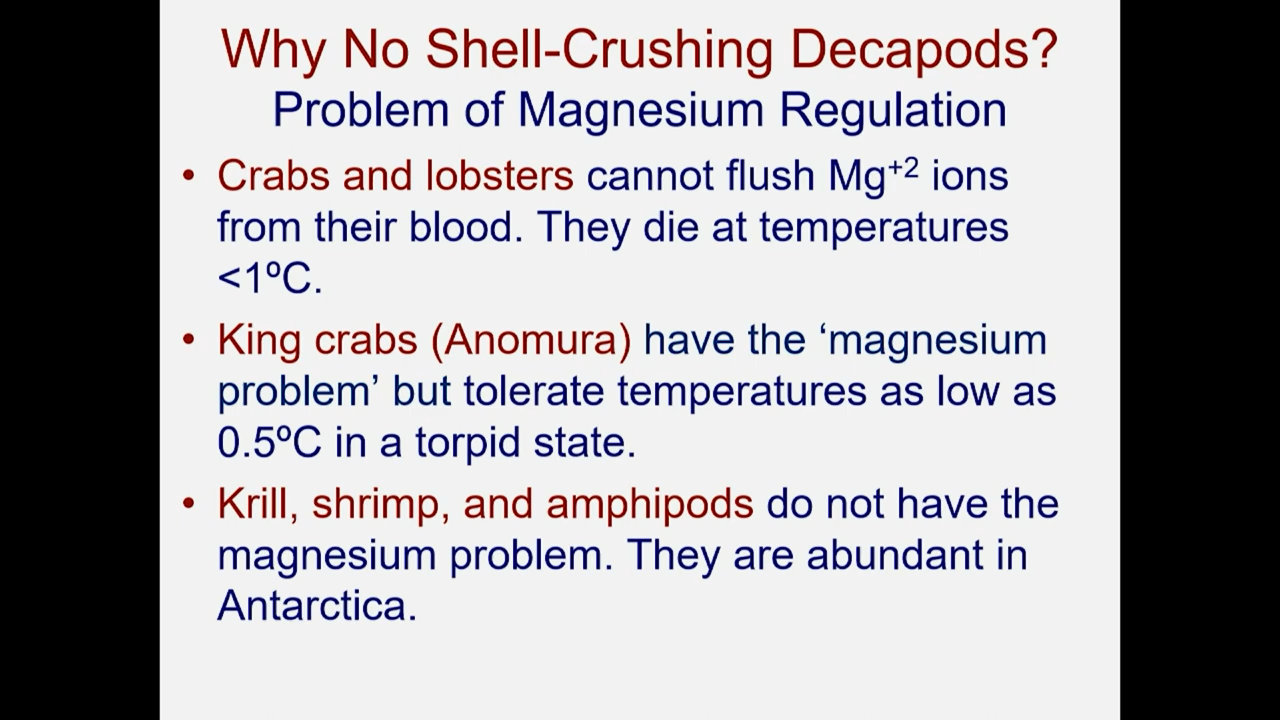 Why No Shell-Crushing Decapods?
Problem of Magnesium Regulation
• Crabs and lobsters cannot flush Mg⁺² ions
from their blood. They die at temperatures
<1ºC.
• King crabs (Anomura) have the ‘magnesium
problem’ but tolerate temperatures as low as
0.5ºC in a torpid state.
• Krill, shrimp, and amphipods do not have the
magnesium problem. They are abundant in
Antarctica.